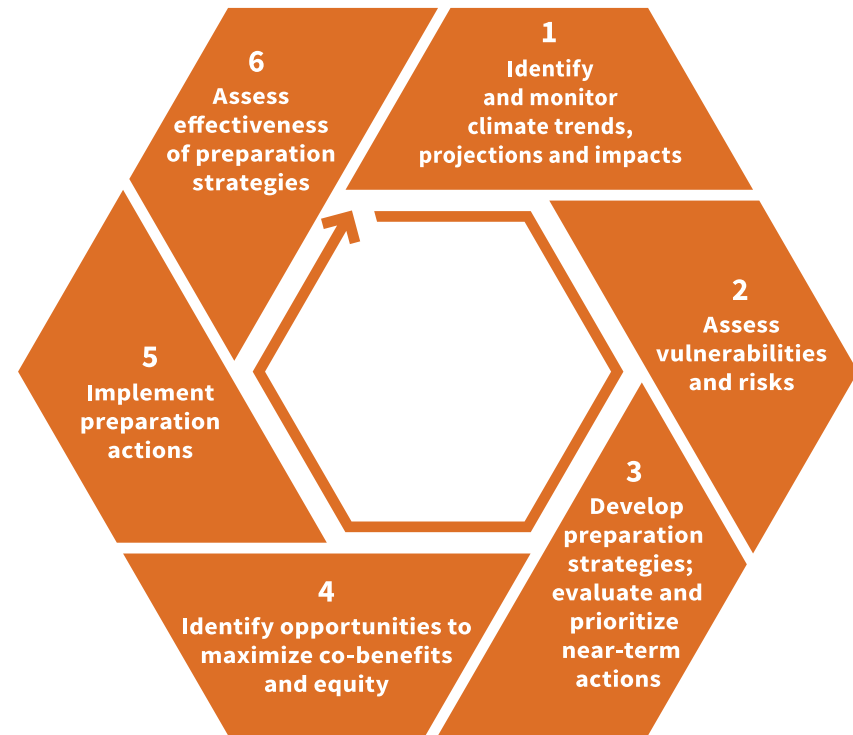 1
Identify
and monitor
climate trends,
projections and impacts
2
Assess
vulnerabilities
and risks
3
Develop
preparation
strategies;
evaluate and
prioritize
near-term
actions
4
Identify opportunities to
maximize co-benefits
and equity
5
Implement
preparation
actions
6
Assess
effectiveness
of preparation
strategies